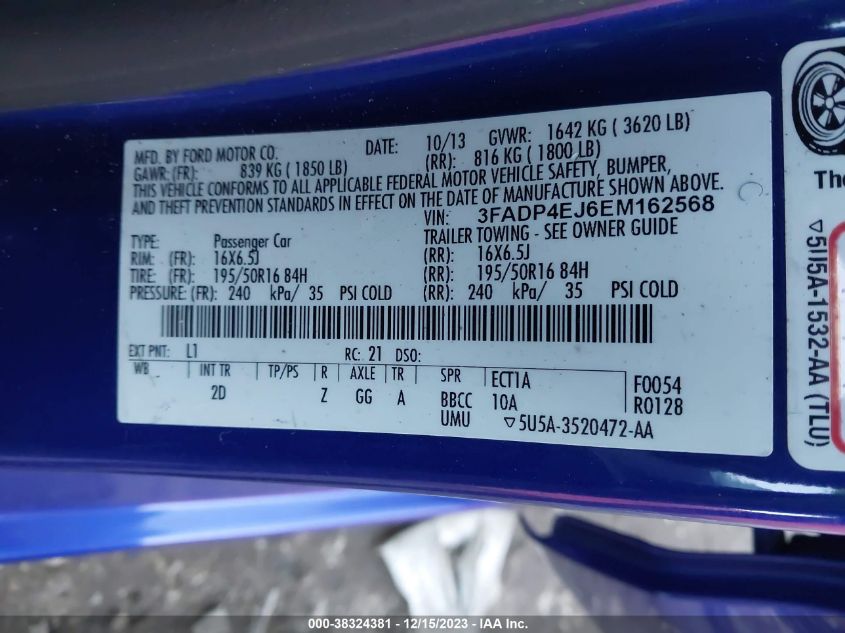 MFD. BY FORD MOTOR CO. DATE: 10/13 GVWR: 1642 KG ( 3620 LB)
GAWR: (FR): 839 KG ( 1850 LB) (RR): 816 KG ( 1800 LB)
THIS VEHICLE CONFORMS TO ALL APPLICABLE FEDERAL MOTOR VEHICLE SAFETY, BUMPER,
AND THEFT PREVENTION STANDARDS IN EFFECT ON THE DATE OF MANUFACTURE SHOWN ABOVE.
VIN: 3FADP4EJ6EM162568
TYPE: Passenger Car TRAILER TOWING - SEE OWNER GUIDE
RIM: (FR): 16X6.5J (RR): 16X6.5J
TIRE: (FR): 195/50R16 84H (RR): 195/50R16 84H
PRESSURE: (FR): 240 kPa/ 35 PSI COLD (RR): 240 kPa/ 35 PSI COLD
EXT PNT: L1 RC: 21 DSO:
WB INT TR TP/PS R AXLE TR SPR ECT1A F0054
2D Z GG A BBCC 10A R0128
UMU ▽5U5A-3520472-AA
The
▽5U5A-1532-AA (TLU)
000-38324381 - 12/15/2023 - IAA Inc.